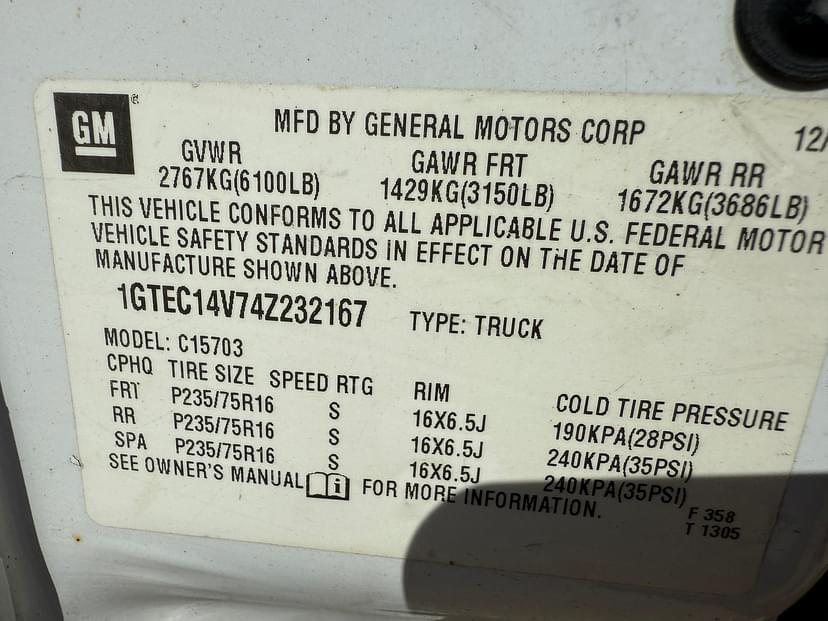 GM ®
MFD BY GENERAL MOTORS CORP 12/
GVWR GAWR FRT GAWR RR
2767KG(6100LB) 1429KG(3150LB) 1672KG(3686LB)
THIS VEHICLE CONFORMS TO ALL APPLICABLE U.S. FEDERAL MOTOR
VEHICLE SAFETY STANDARDS IN EFFECT ON THE DATE OF
MANUFACTURE SHOWN ABOVE.
1GTEC14V74Z232167 TYPE: TRUCK
MODEL: C15703
CPHQ TIRE SIZE SPEED RTG RIM COLD TIRE PRESSURE
FRT P235/75R16 S 16X6.5J 190KPA(28PSI)
RR P235/75R16 S 16X6.5J 240KPA(35PSI)
SPA P235/75R16 S 16X6.5J 240KPA(35PSI)
SEE OWNER'S MANUAL i FOR MORE INFORMATION.
F 358
T 1305